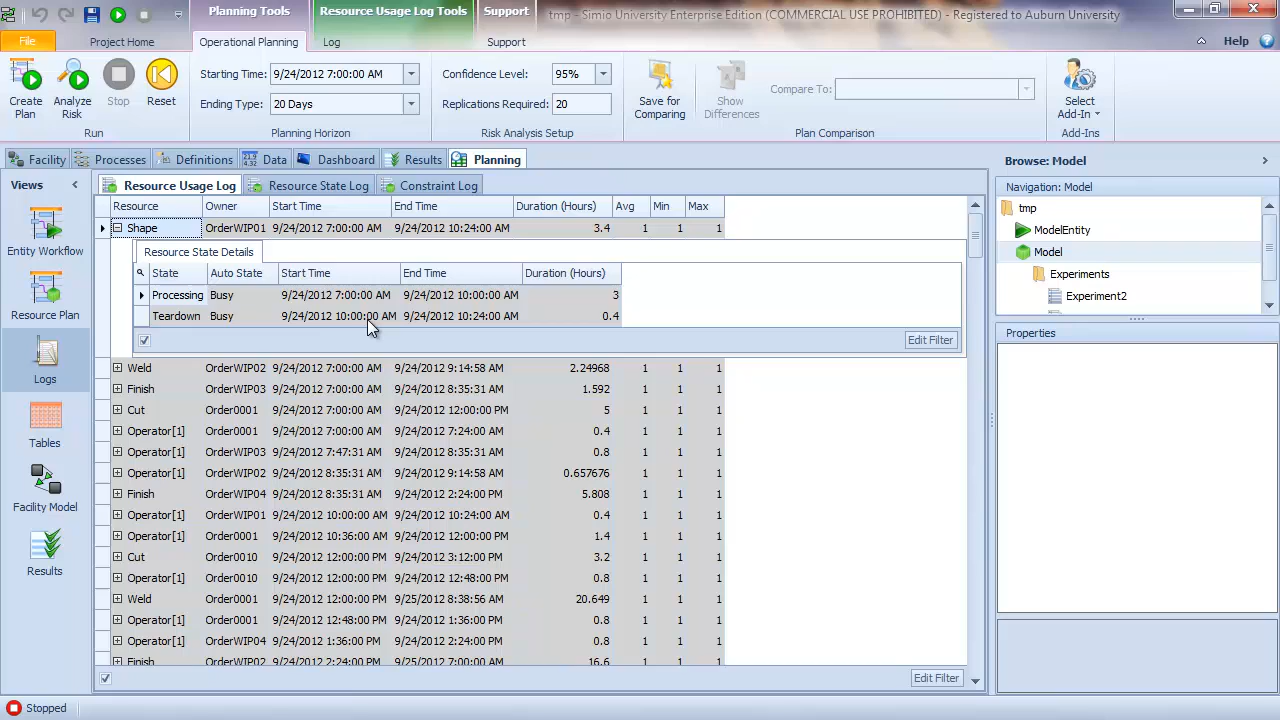 Planning Tools
Resource Usage Log Tools
Support
tmp - Simio University Enterprise Edition (COMMERCIAL USE PROHIBITED) - Registered to Auburn University
File
Project Home
Operational Planning
Log
Support
Help
Create Plan
Analyze Risk
Stop
Reset
Run
Starting Time: 9/24/2012 7:00:00 AM
Ending Type: 20 Days
Planning Horizon
Confidence Level: 95%
Replications Required: 20
Risk Analysis Setup
Save for Comparing
Show Differences
Compare To:
Plan Comparison
Select Add-In
Add-Ins
Facility Processes Definitions Data Dashboard Results Planning
Views
Entity Workflow
Resource Plan
Logs
Tables
Facility Model
Results
Resource Usage Log Resource State Log Constraint Log
Resource Owner Start Time End Time Duration (Hours) Avg Min Max
Shape OrderWIP01 9/24/2012 7:00:00 AM 9/24/2012 10:24:00 AM 3.4 1 1 1
Resource State Details
State Auto State Start Time End Time Duration (Hours)
Processing Busy 9/24/2012 7:00:00 AM 9/24/2012 10:00:00 AM 3
Teardown Busy 9/24/2012 10:00:00 AM 9/24/2012 10:24:00 AM 0.4
Edit Filter
Weld OrderWIP02 9/24/2012 7:00:00 AM 9/24/2012 9:14:58 AM 2.24968 1 1 1
Finish OrderWIP03 9/24/2012 7:00:00 AM 9/24/2012 8:35:31 AM 1.592 1 1 1
Cut Order0001 9/24/2012 7:00:00 AM 9/24/2012 12:00:00 PM 5 1 1 1
Operator[1] Order0001 9/24/2012 7:00:00 AM 9/24/2012 7:24:00 AM 0.4 1 1 1
Operator[1] OrderWIP03 9/24/2012 7:47:31 AM 9/24/2012 8:35:31 AM 0.8 1 1 1
Operator[1] OrderWIP02 9/24/2012 8:35:31 AM 9/24/2012 9:14:58 AM 0.657676 1 1 1
Finish OrderWIP04 9/24/2012 8:35:31 AM 9/24/2012 2:24:00 PM 5.808 1 1 1
Operator[1] OrderWIP01 9/24/2012 10:00:00 AM 9/24/2012 10:24:00 AM 0.4 1 1 1
Operator[1] Order0001 9/24/2012 10:36:00 AM 9/24/2012 12:00:00 PM 1.4 1 1 1
Cut Order0010 9/24/2012 12:00:00 PM 9/24/2012 3:12:00 PM 3.2 1 1 1
Operator[1] Order0010 9/24/2012 12:00:00 PM 9/24/2012 12:48:00 PM 0.8 1 1 1
Weld Order0001 9/24/2012 12:00:00 PM 9/25/2012 8:38:56 AM 20.649 1 1 1
Operator[1] Order0001 9/24/2012 12:48:00 PM 9/24/2012 1:36:00 PM 0.8 1 1 1
Operator[1] OrderWIP04 9/24/2012 1:36:00 PM 9/24/2012 2:24:00 PM 0.8 1 1 1
Finish OrderWIP02 9/24/2012 2:24:00 PM 9/25/2012 7:00:00 AM 16.6 1 1 1
Edit Filter
Browse: Model
Navigation: Model
tmp
ModelEntity
Model
Experiments
Experiment2
Properties
Stopped